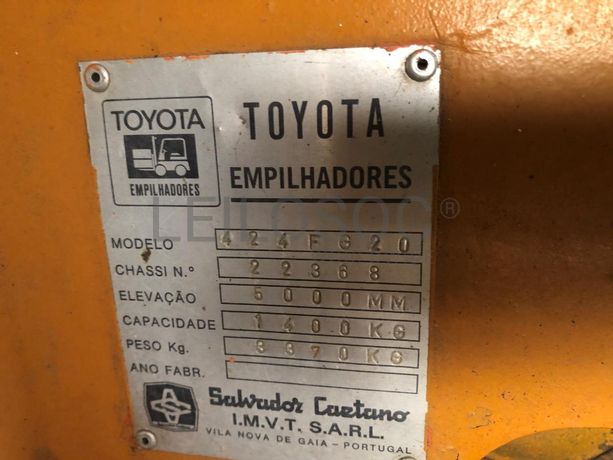 TOYOTA
EMPILHADORES
TOYOTA
EMPILHADORES
LEILOSOC®
MODELO 424FG20
CHASSI N.º 22368
ELEVAÇÃO 5000MM
CAPACIDADE 1400KG
PESO Kg. 3370KG
ANO FABR.
Salvador Caetano
I.M.V.T. S.A.R.L.
VILA NOVA DE GAIA - PORTUGAL